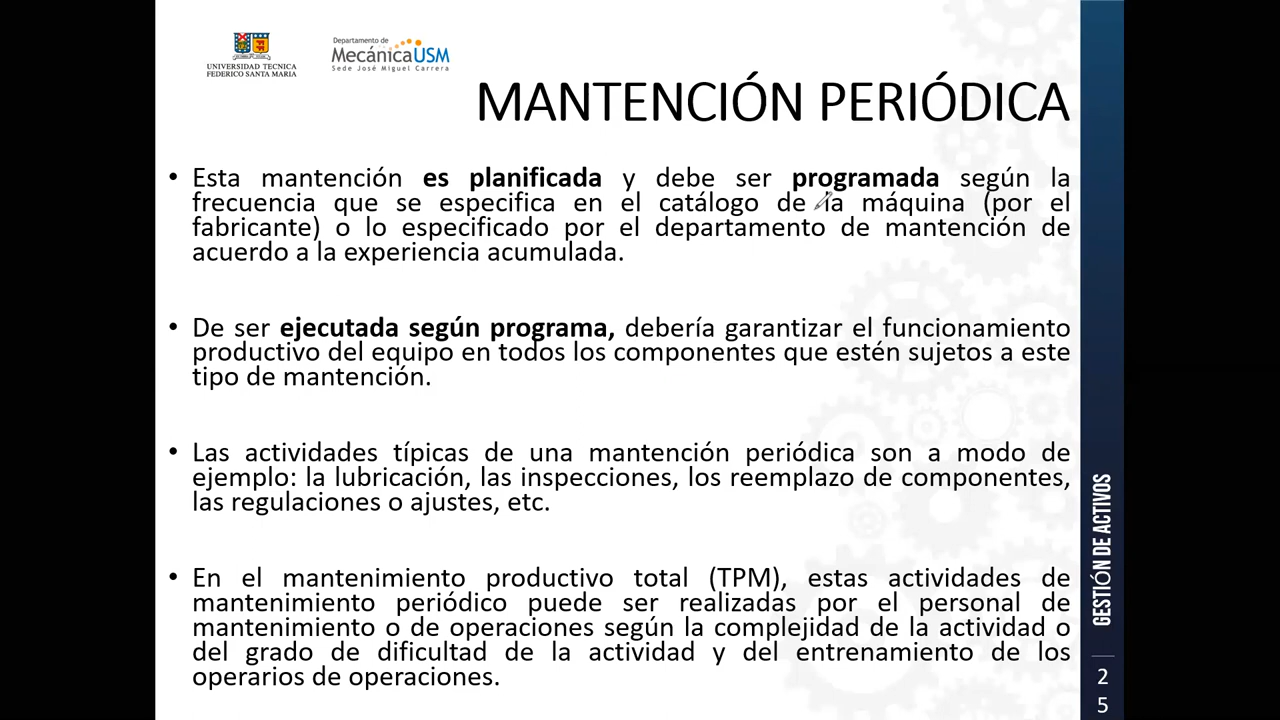 UNIVERSIDAD TECNICA
FEDERICO SANTA MARIA
Departamento de
MecánicaUSM
Sede José Miguel Carrera
MANTENCIÓN PERIÓDICA
• Esta mantención es planificada y debe ser programada según la
frecuencia que se especifica en el catálogo de la máquina (por el
fabricante) o lo especificado por el departamento de mantención de
acuerdo a la experiencia acumulada.
• De ser ejecutada según programa, debería garantizar el funcionamiento
productivo del equipo en todos los componentes que estén sujetos a este
tipo de mantención.
• Las actividades típicas de una mantención periódica son a modo de
ejemplo: la lubricación, las inspecciones, los reemplazo de componentes,
las regulaciones o ajustes, etc.
• En el mantenimiento productivo total (TPM), estas actividades de
mantenimiento periódico puede ser realizadas por el personal de
mantenimiento o de operaciones según la complejidad de la actividad o
del grado de dificultad de la actividad y del entrenamiento de los
operarios de operaciones.
GESTIÓN DE ACTIVOS
2
5